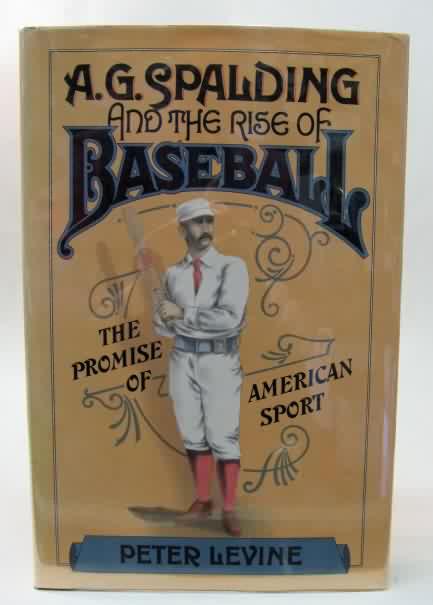 A.G. SPALDING
AND THE RISE OF
BASEBALL
THE
PROMISE
OF
AMERICAN
SPORT
PETER LEVINE